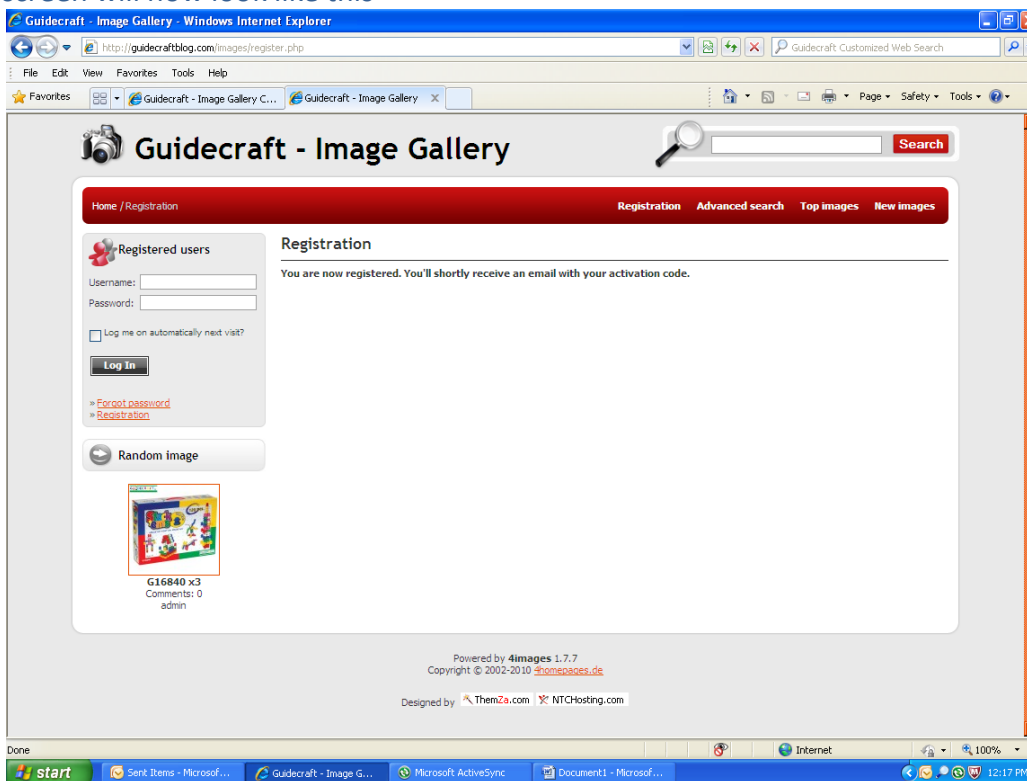 screen will now look like this
Guidecraft - Image Gallery - Windows Internet Explorer
http://guidecraftblog.com/images/register.php
Guidecraft Customized Web Search
File Edit View Favorites Tools Help
Favorites
Guidecraft - Image Gallery C...
Guidecraft - Image Gallery
Page Safety Tools
Guidecraft - Image Gallery
Search
Home / Registration
Registration Advanced search Top images New images
Registered users
Username:
Password:
Log me on automatically next visit?
Log In
» Forgot password
» Registration
Random image
G16840 x3
Comments: 0
admin
Registration
You are now registered. You'll shortly receive an email with your activation code.
Powered by 4images 1.7.7
Copyright © 2002-2010 4homepages.de
Designed by ThemZa.com NTCHosting.com
Done
Internet
100%
start
Sent Items - Microsof...
Guidecraft - Image G...
Microsoft ActiveSync
Document1 - Microsof...
12:17 PM